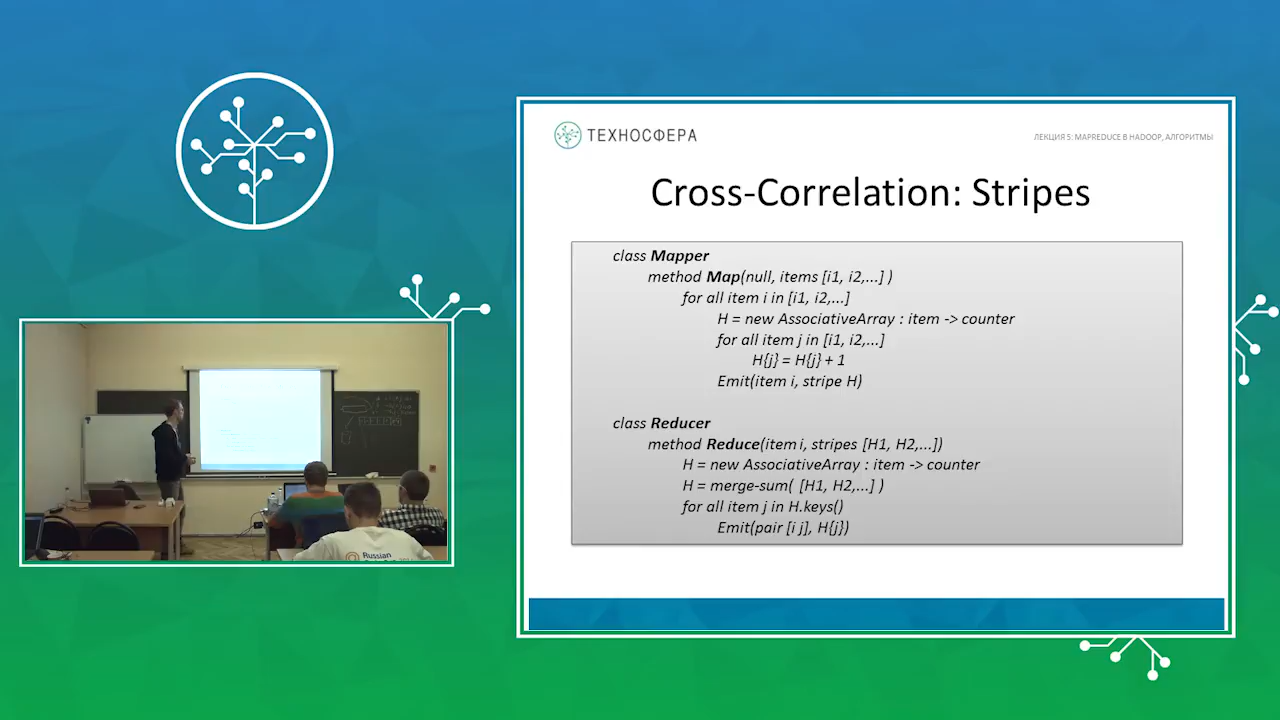 ТЕХНОСФЕРА
ЛЕКЦИЯ 5: MAPREDUCE В HADOOP, АЛГОРИТМЫ
Cross-Correlation: Stripes
class Mapper
method Map(null, items [i1, i2,...] )
for all item i in [i1, i2,...]
H = new AssociativeArray : item -> counter
for all item j in [i1, i2,...]
H{j} = H{j} + 1
Emit(item i, stripe H)
class Reducer
method Reduce(item i, stripes [H1, H2,...])
H = new AssociativeArray : item -> counter
H = merge-sum( [H1, H2,...] )
for all item j in H.keys()
Emit(pair [i j], H{j})
Russian